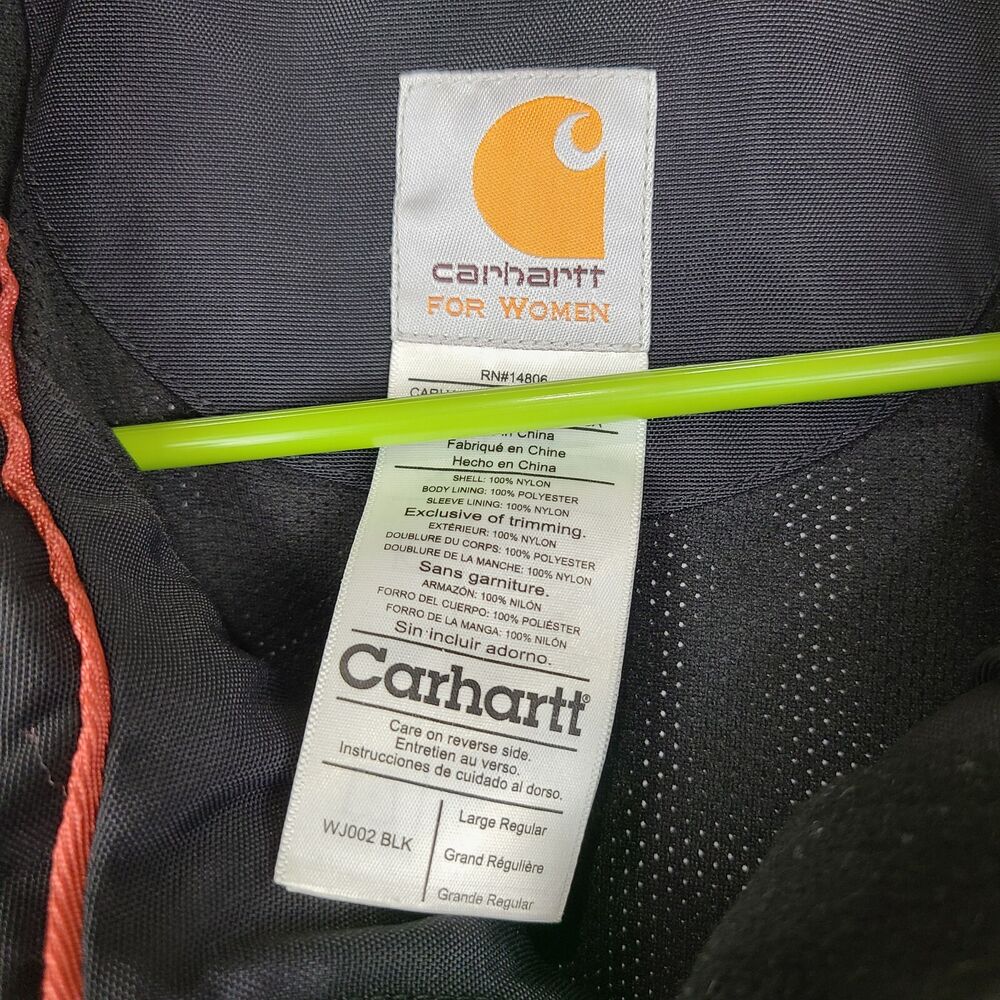 carhartt
FOR WOMEN
RN#14806
in China
Fabriqué en Chine
Hecho en China
SHELL: 100% NYLON
BODY LINING: 100% POLYESTER
SLEEVE LINING: 100% NYLON
Exclusive of trimming.
EXTÉRIEUR: 100% NYLON
DOUBLURE DU CORPS: 100% POLYESTER
DOUBLURE DE LA MANCHE: 100% NYLON
Sans garniture.
ARMAZÓN: 100% NILÓN
FORRO DEL CUERPO: 100% POLIÉSTER
FORRO DE LA MANGA: 100% NILÓN
Sin incluir adorno.
Carhartt®
Care on reverse side.
Entretien au verso.
Instrucciones de cuidado al dorso.
WJ002 BLK
Large Regular
Grand Régulière
Grande Regular